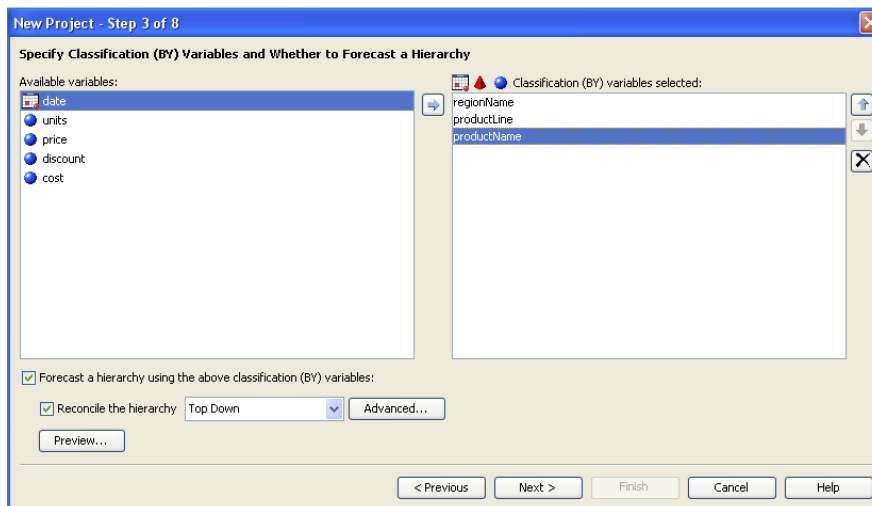 New Project - Step 3 of 8
Specify Classification (BY) Variables and Whether to Forecast a Hierarchy
Available variables:
date
units
price
discount
cost
Classification (BY) variables selected:
regionName
productLine
productName
Forecast a hierarchy using the above classification (BY) variables:
Reconcile the hierarchy Top Down Advanced...
Preview...
< Previous Next > Finish Cancel Help